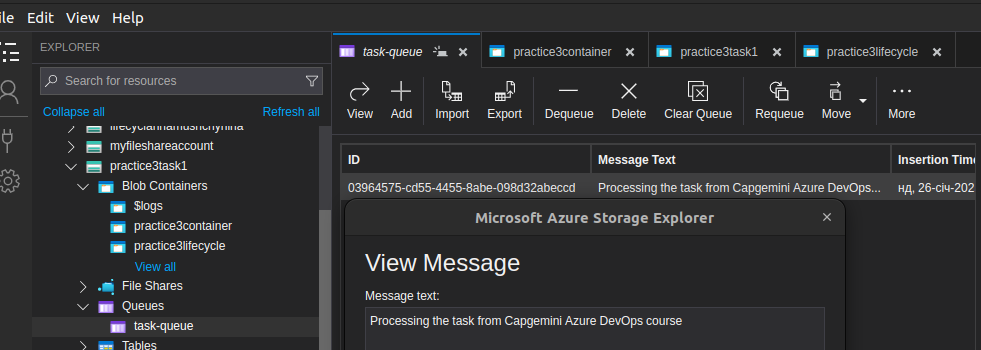 ile Edit View Help
EXPLORER
Search for resources
Collapse all Refresh all
myfileshareaccount
practice3task1
Blob Containers
$logs
practice3container
practice3lifecycle
View all
File Shares
Queues
task-queue
Tables
task-queue practice3container practice3task1 practice3lifecycle
View Add Import Export Dequeue Delete Clear Queue Requeue Move More
ID Message Text Insertion Time
03964575-cd55-4455-8abe-098d32abeccd Processing the task from Capgemini Azure DevOps... нд, 26-січ-202
Microsoft Azure Storage Explorer
View Message
Message text:
Processing the task from Capgemini Azure DevOps course